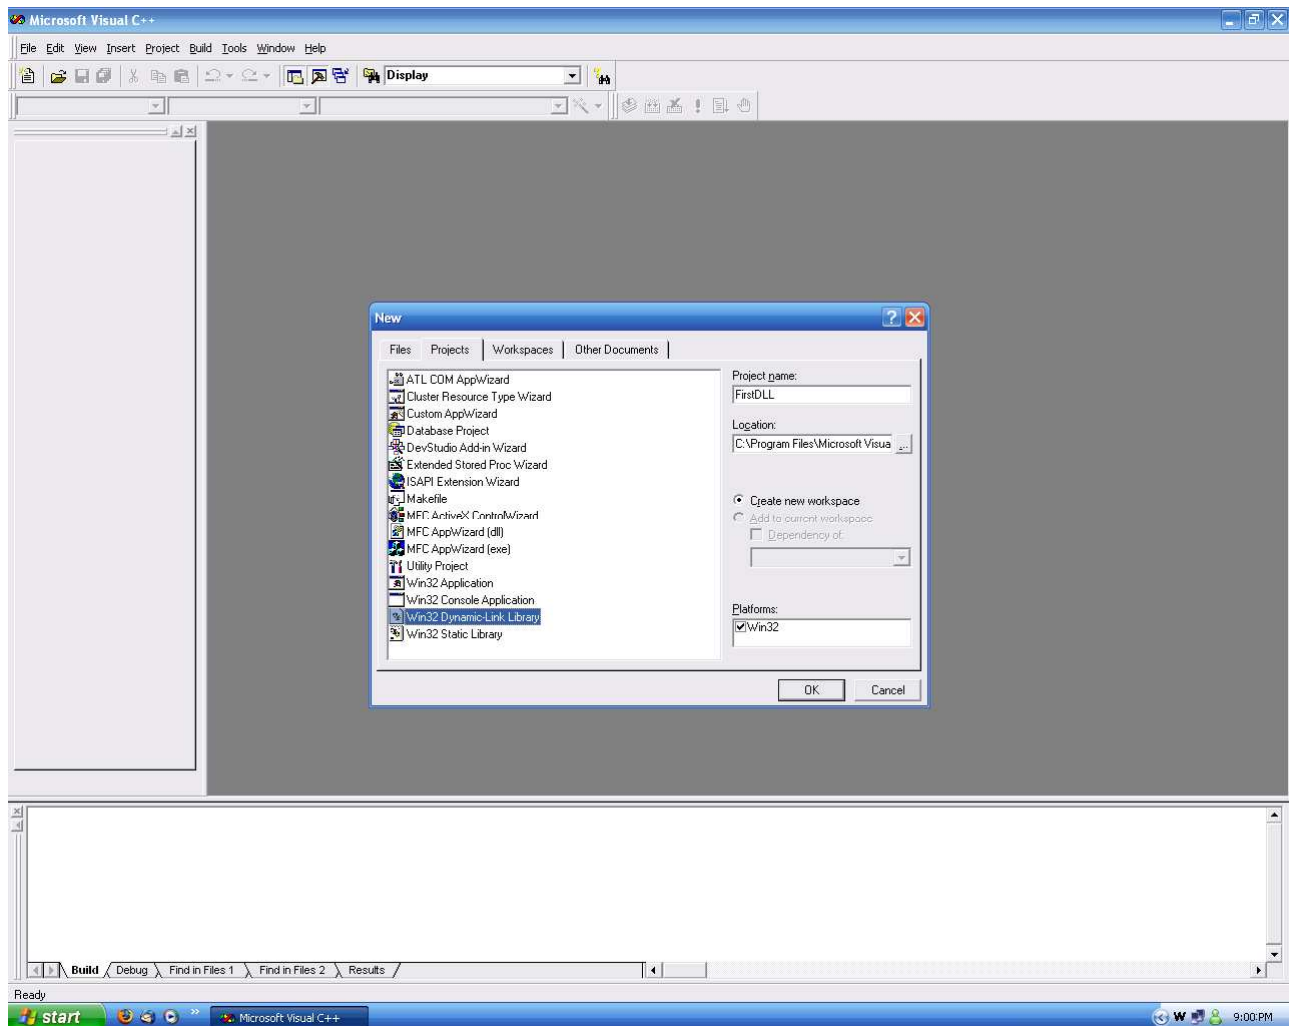 Microsoft Visual C++
File Edit View Insert Project Build Tools Window Help
Display
New
Files Projects Workspaces Other Documents
ATL COM AppWizard
Cluster Resource Type Wizard
Custom AppWizard
Database Project
DevStudio Add-in Wizard
Extended Stored Proc Wizard
ISAPI Extension Wizard
Makefile
MFC ActiveX ControlWizard
MFC AppWizard (dll)
MFC AppWizard (exe)
Utility Project
Win32 Application
Win32 Console Application
Win32 Dynamic-Link Library
Win32 Static Library
Project name:
FirstDLL
Location:
C:\Program Files\Microsoft Visua
...
Create new workspace
Add to current workspace
Dependency of:
Platforms:
Win32
OK Cancel
Build Debug Find in Files 1 Find in Files 2 Results
Ready
start » Microsoft Visual C++ W 9:00 PM